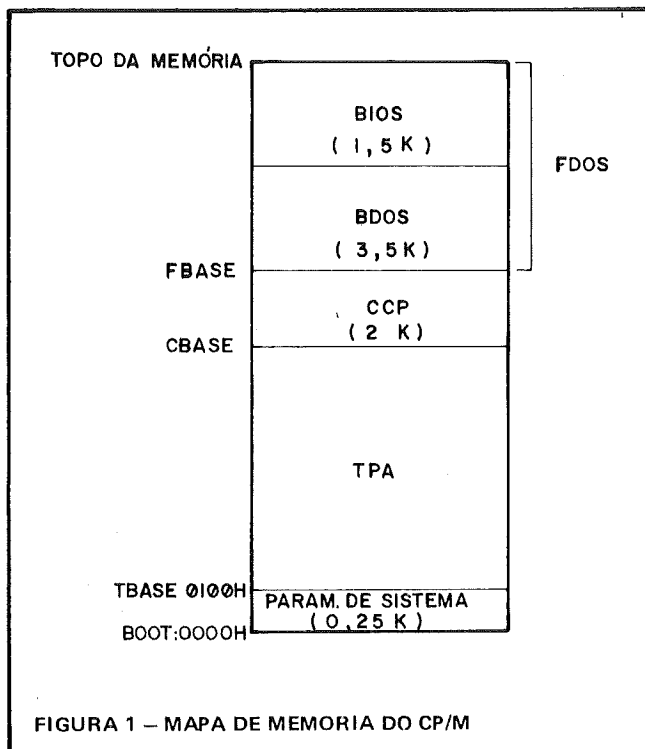 TOPO DA MEMÓRIA
BIOS
( 1,5 K )
FDOS
BDOS
( 3,5 K )
FBASE
CCP
( 2 K )
CBASE
TPA
TBASE 0100H
PARAM. DE SISTEMA
( 0,25 K )
BOOT:0000H
FIGURA 1 – MAPA DE MEMORIA DO CP/M